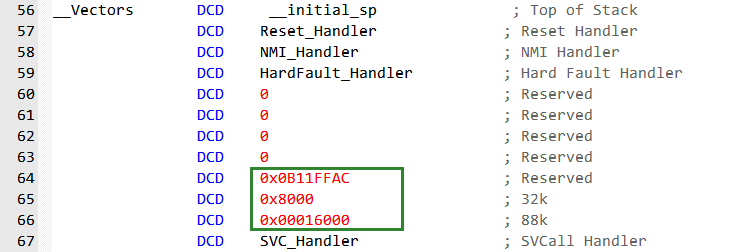 56 __Vectors DCD __initial_sp ; Top of Stack
57 DCD Reset_Handler ; Reset Handler
58 DCD NMI_Handler ; NMI Handler
59 DCD HardFault_Handler ; Hard Fault Handler
60 DCD 0 ; Reserved
61 DCD 0 ; Reserved
62 DCD 0 ; Reserved
63 DCD 0 ; Reserved
64 DCD 0x0B11FFAC ; Reserved
65 DCD 0x8000 ; 32k
66 DCD 0x00016000 ; 88k
67 DCD SVC_Handler ; SVCall Handler